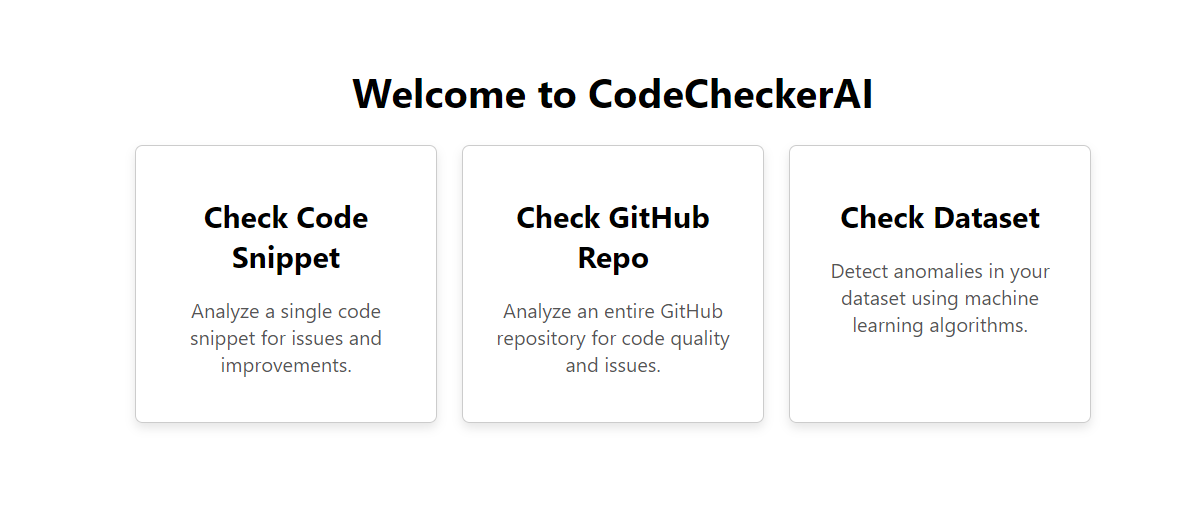 Welcome to CodeCheckerAI
Check Code
Snippet
Analyze a single code
snippet for issues and
improvements.
Check GitHub
Repo
Analyze an entire GitHub
repository for code quality
and issues.
Check Dataset
Detect anomalies in your
dataset using machine
learning algorithms.